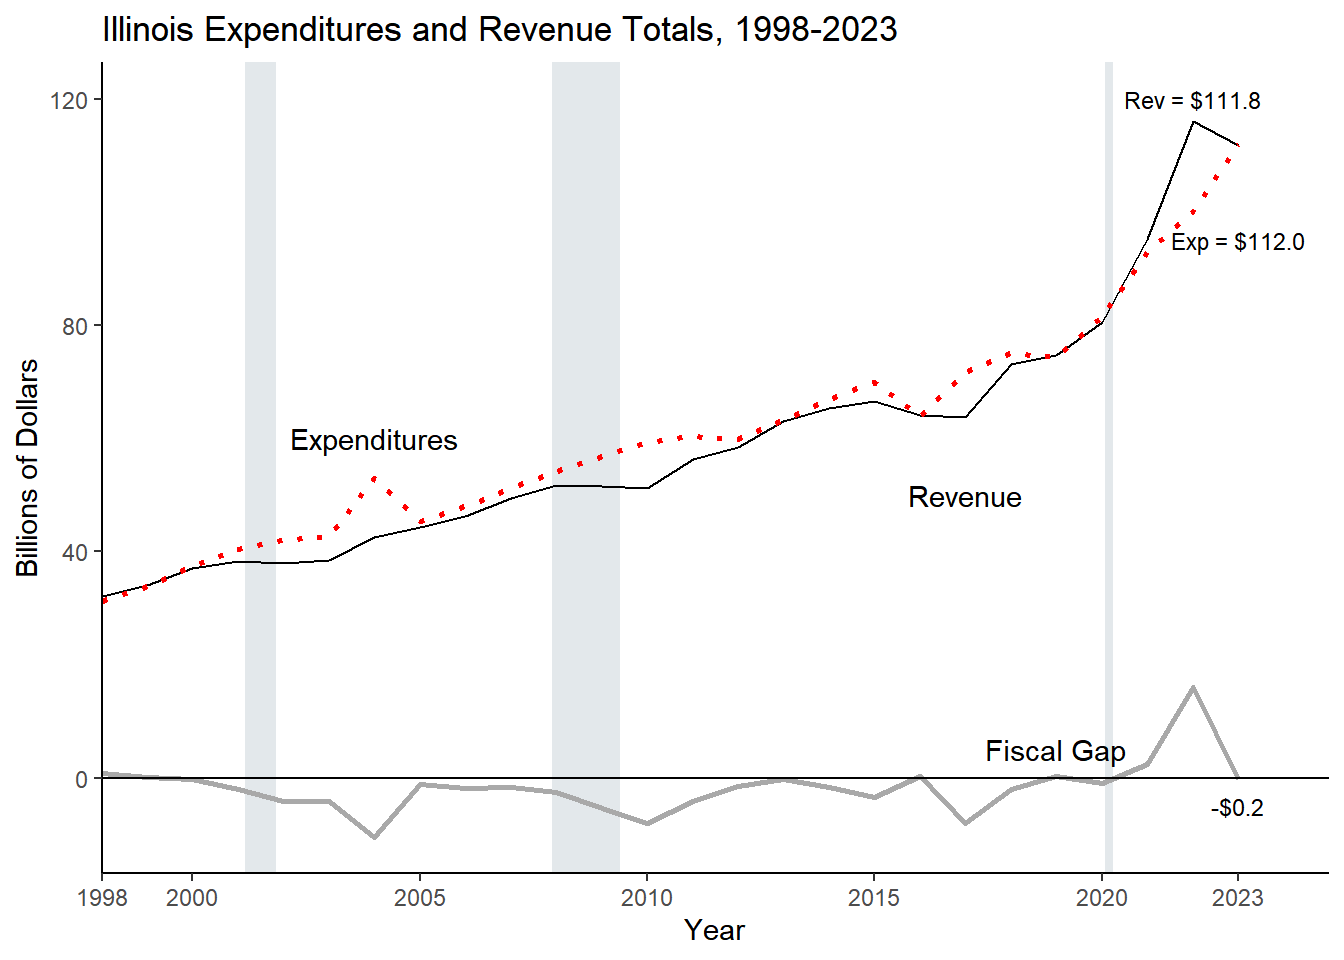 Illinois Expenditures and Revenue Totals, 1998-2023
120
80
40
0
Billions of Dollars
Rev = $111.8
Exp = $112.0
Expenditures
Revenue
Fiscal Gap
-$0.2
1998 2000 2005 2010 2015 2020 2023
Year